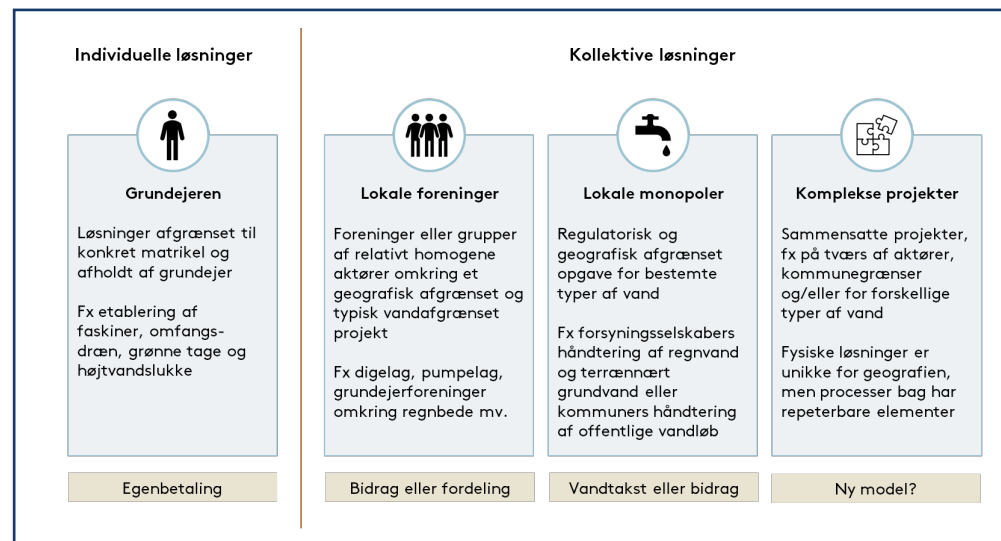 Individuelle løsninger
Kollektive løsninger
Grundejeren
Løsninger afgrænset til
konkret matrikel og
afholdt af grundejer
Fx etablering af
faskiner, omfangs-
dræn, grønne tage og
højtvandslukke
Egenbetaling
Lokale foreninger
Foreninger eller grupper
af relativt homogene
aktører omkring et
geografisk afgrænset og
typisk vandafgrænset
projekt
Fx digelag, pumpelag,
grundejerforeninger
omkring regnbede mv.
Bidrag eller fordeling
Lokale monopoler
Regulatorisk og
geografisk afgrænset
opgave for bestemte
typer af vand
Fx forsyningsselskabers
håndtering af regnvand
og terrænnært
grundvand eller
kommuners håndtering
af offentlige vandløb
Vandtakst eller bidrag
Komplekse projekter
Sammensatte projekter,
fx på tværs af aktører,
kommunegrænser
og/eller for forskellige
typer af vand
Fysiske løsninger er
unikke for geografien,
men processer bag har
repeterbare elementer
Ny model?